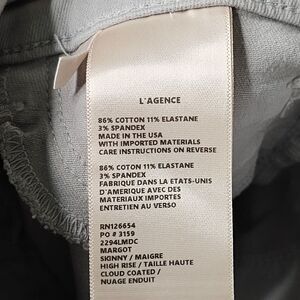 L'AGENCE
86% COTTON 11% ELASTANE
3% SPANDEX
MADE IN THE USA
WITH IMPORTED MATERIALS
CARE INSTRUCTIONS ON REVERSE
86% COTON 11% ELASTANE
3% SPANDEX
FABRIQUE DANS LA ETATS-UNIS
D'AMERIQUE AVEC DES
MATERIAUX IMPORTES
ENTRETIEN AU VERSO
RN126654
PO # 3159
2294LMDC
MARGOT
SKINNY / MAIGRE
HIGH RISE / TAILLE HAUTE
CLOUD COATED /
NUAGE ENDUIT